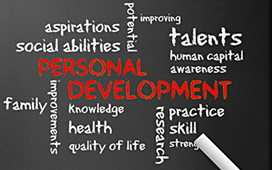 potential
improving
aspirations
talents
social abilities
human capital
awareness
PERSONAL
DEVELOPMENT
family
improvements
knowledge
research
practice
health
skill
quality of life